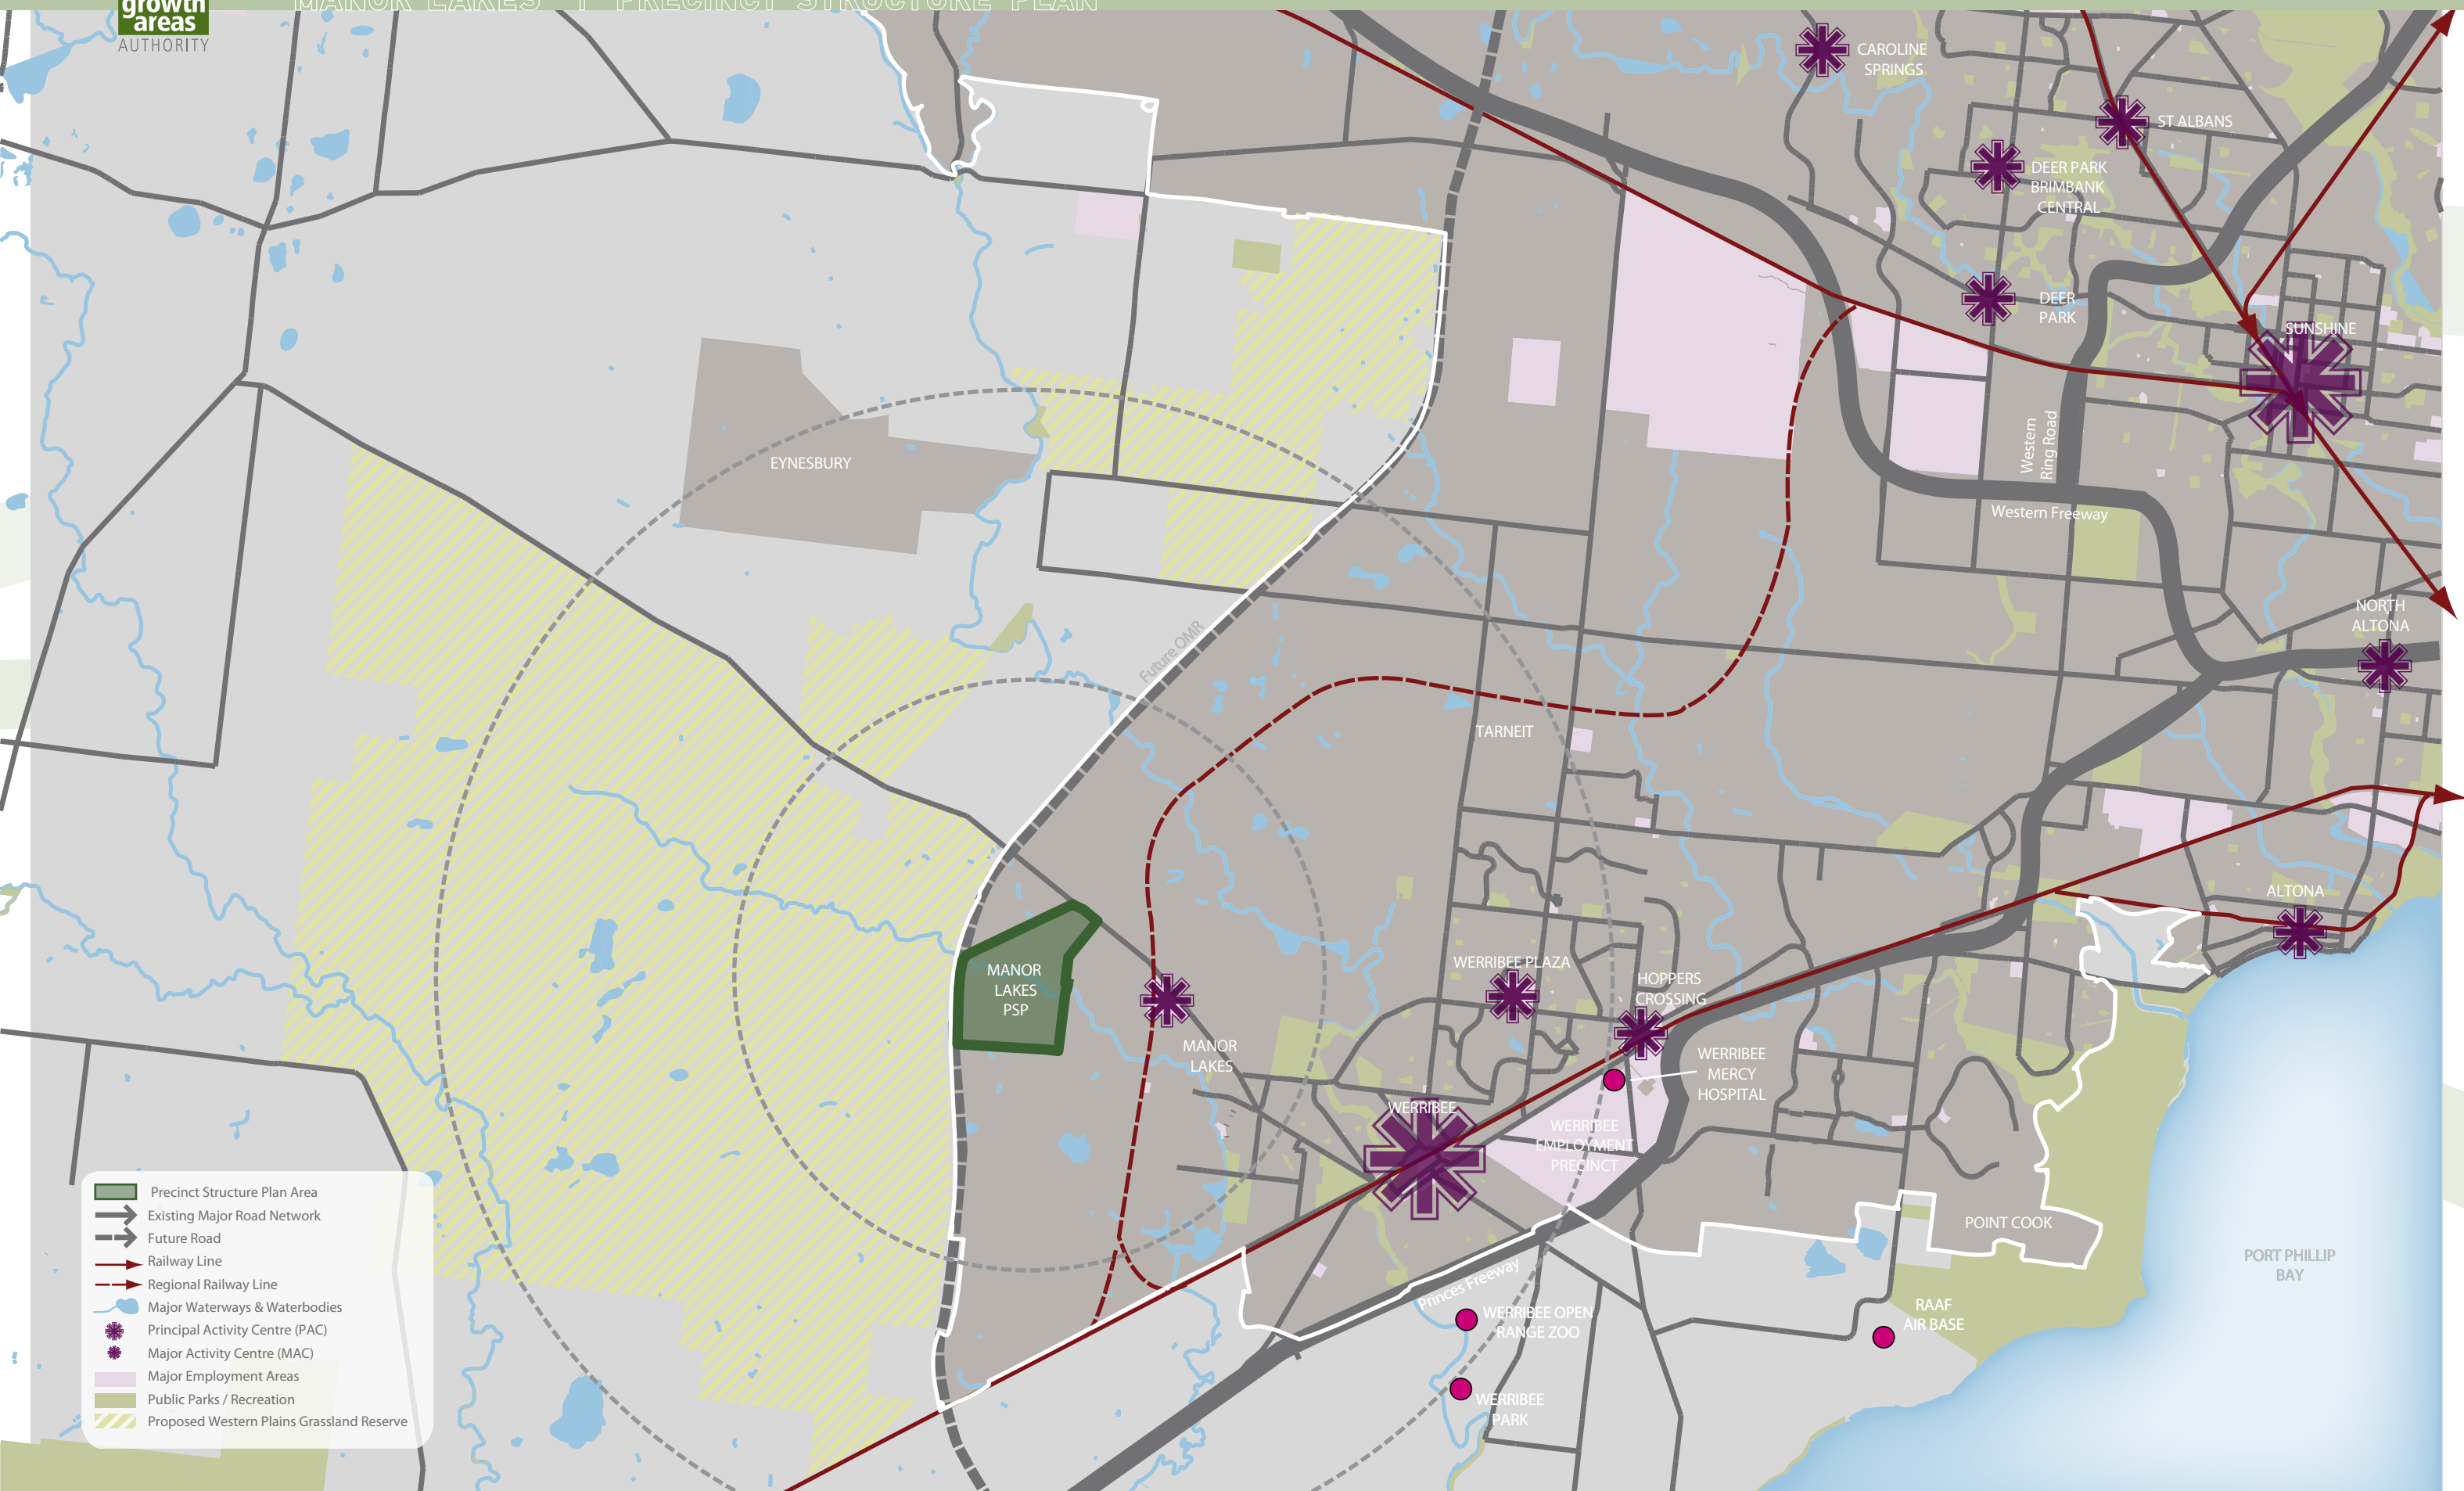 MANOR LAKES | PRECINCT STRUCTURE PLAN
growth
areas
AUTHORITY
CAROLINE
SPRINGS
ST ALBANS
DEER PARK
BRIMBANK
CENTRAL
DEER
PARK
SUNSHINE
EYNESBURY
Western
Ring Road
Western Freeway
NORTH
ALTONA
Future OMR
TARNEIT
ALTONA
WERRIBEE PLAZA
HOPPERS
CROSSING
MANOR
LAKES
PSP
MANOR
LAKES
WERRIBEE
MERCY
HOSPITAL
WERRIBEE
WERRIBEE
EMPLOYMENT
PRECINCT
POINT COOK
PORT PHILLIP
BAY
Princes Freeway
WERRIBEE OPEN
RANGE ZOO
RAAF
AIR BASE
WERRIBEE
PARK
Precinct Structure Plan Area
Existing Major Road Network
Future Road
Railway Line
Regional Railway Line
Major Waterways & Waterbodies
Principal Activity Centre (PAC)
Major Activity Centre (MAC)
Major Employment Areas
Public Parks / Recreation
Proposed Western Plains Grassland Reserve